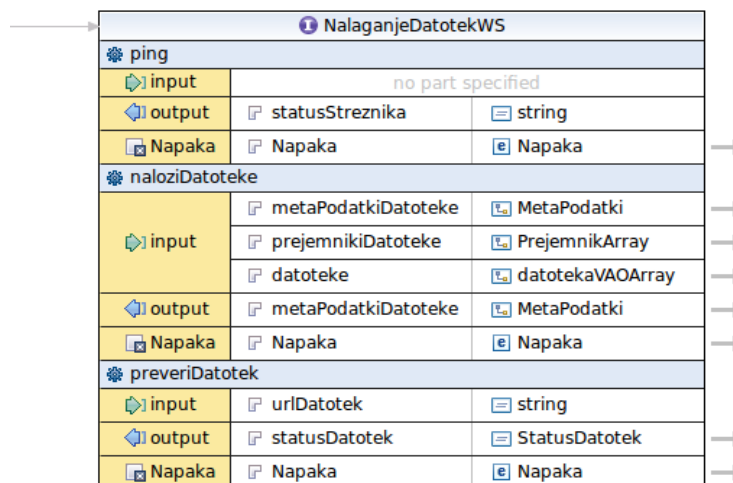 NalaganjeDatotekWS
ping
input no part specified
output statusStreznika string
Napaka Napaka Napaka
naloziDatoteke
metaPodatkiDatoteke MetaPodatki
input prejemnikiDatoteke PrejemnikArray
datoteke datotekaVAOArray
output metaPodatkiDatoteke MetaPodatki
Napaka Napaka Napaka
preveriDatotek
input urlDatotek string
output statusDatotek StatusDatotek
Napaka Napaka Napaka